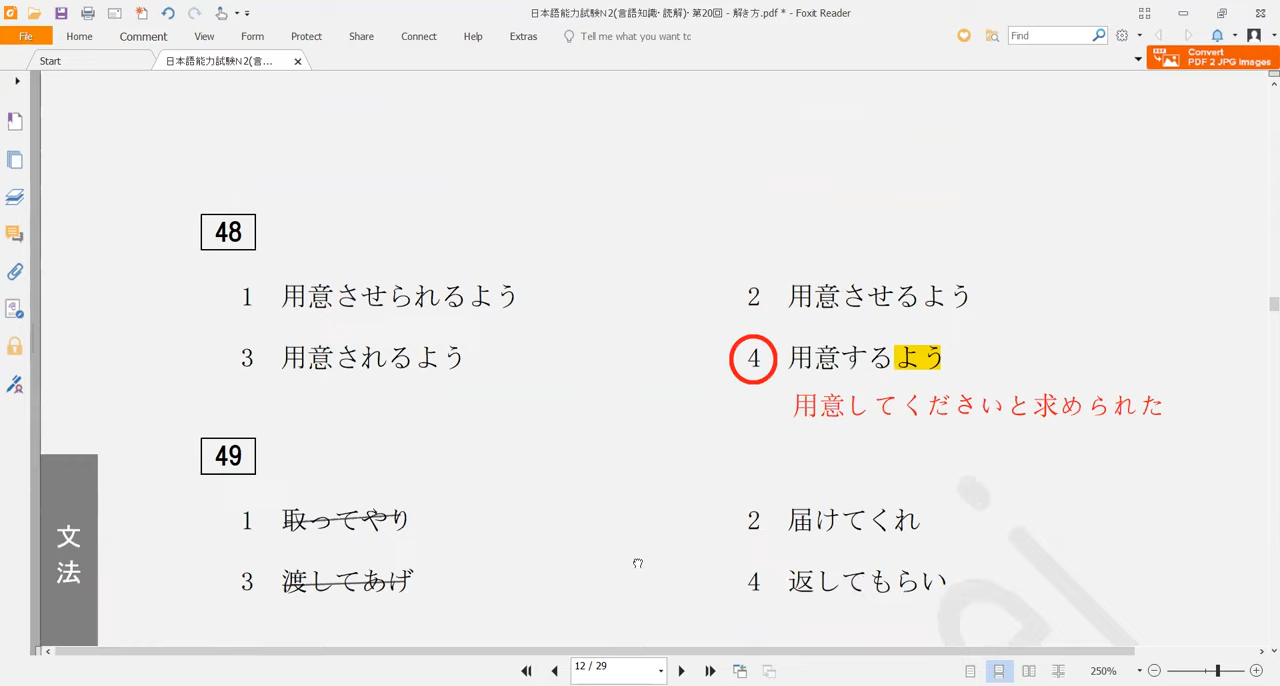 日本語能力試験N2(言語知識· 読解)· 第20回 - 解き方.pdf * - Foxit Reader
File Home Comment View Form Protect Share Connect Help Extras Tell me what you want to Find
Start 日本語能力試験N2(言... Convert PDF 2 JPG Images
48
1 用意させられるよう 2 用意させるよう
3 用意されるよう 4 用意するよう
用意してくださいと求められた
49
1 取ってやり 2 届けてくれ
3 渡してあげ 4 返してもらい
文法
12 / 29 250%